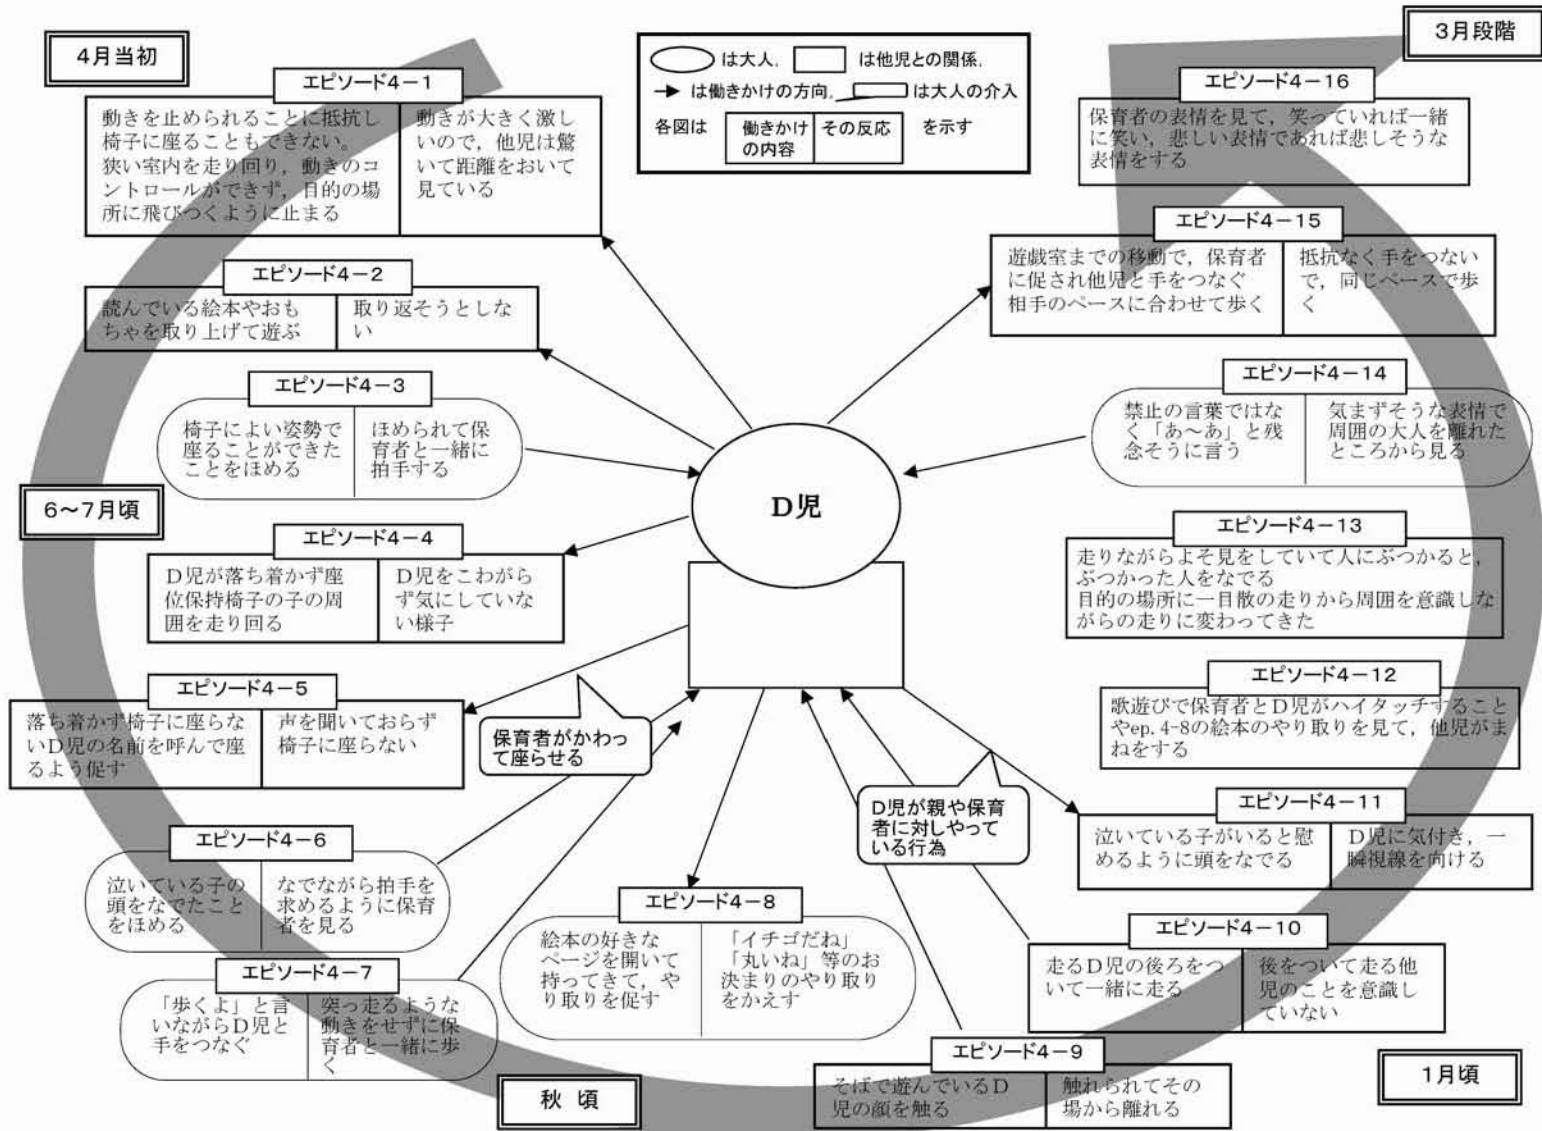 4月当初
3月段階
は大人，
は他児との関係，
は働きかけの方向，
は大人の介入
各図は
働きかけ
の内容
その反応
を示す
エピソード4－1
動きを止められることに抵抗し
椅子に座ることもできない。
狭い室内を走り回り，動きのコ
ントロールができず，目的の場
所に飛びつくように止まる
動きが大きく激し
いので，他児は驚
いて距離をおいて
見ている
エピソード4－2
読んでいる絵本やおも
ちゃを取り上げて遊ぶ
取り返そうとしな
い
エピソード4－3
椅子によい姿勢で
座ることができた
ことをほめる
ほめられて保
育者と一緒に
拍手する
6～7月頃
エピソード4－4
D児が落ち着かず座
位保持椅子の子の周
囲を走り回る
D児をこわがら
ず気にしていな
い様子
エピソード4－5
落ち着かず椅子に座らな
いD児の名前を呼んで座
るよう促す
声を聞いておらず
椅子に座らない
保育者がかわっ
て座らせる
エピソード4－6
泣いている子の
頭をなでたこと
をほめる
なでながら拍手を
求めるように保育
者を見る
エピソード4－7
「歩くよ」と言
いながらD児と
手をつなぐ
突っ走るような
動きをせずに保
育者と一緒に歩
く
D児
秋 頃
エピソード4－8
絵本の好きな
ページを開いて
持ってきて，や
り取りを促す
「イチゴだね」
「丸いね」等のお
決まりのやり取り
をかえす
エピソード4－9
そばで遊んでいるD
児の顔を触る
触れられてその
場から離れる
1月頃
エピソード4－10
走るD児の後ろをつ
いて一緒に走る
後をついて走る他
児のことを意識し
ていない
D児が親や保育
者に対しやって
いる行為
エピソード4－11
泣いている子がいると慰
めるように頭をなでる
D児に気付き，一
瞬視線を向ける
エピソード4－12
歌遊びで保育者とD児がハイタッチすること
やep.4-8の絵本のやり取りを見て，他児がま
ねをする
エピソード4－13
走りながらよそ見をしていて人にぶつかると，
ぶつかった人をなでる
目的の場所に一目散の走りから周囲を意識しな
がらの走りに変わってきた
エピソード4－14
禁止の言葉ではな
く「あ～あ」と残
念そうに言う
気まずそうな表情で
周囲の大人を離れた
ところから見る
エピソード4－15
遊戯室までの移動で，保育者
に促され他児と手をつなぐ
相手のペースに合わせて歩く
抵抗なく手をつない
で，同じペースで歩
く
エピソード4－16
保育者の表情を見て，笑っていれば一緒
に笑い，悲しい表情であれば悲しそうな
表情をする